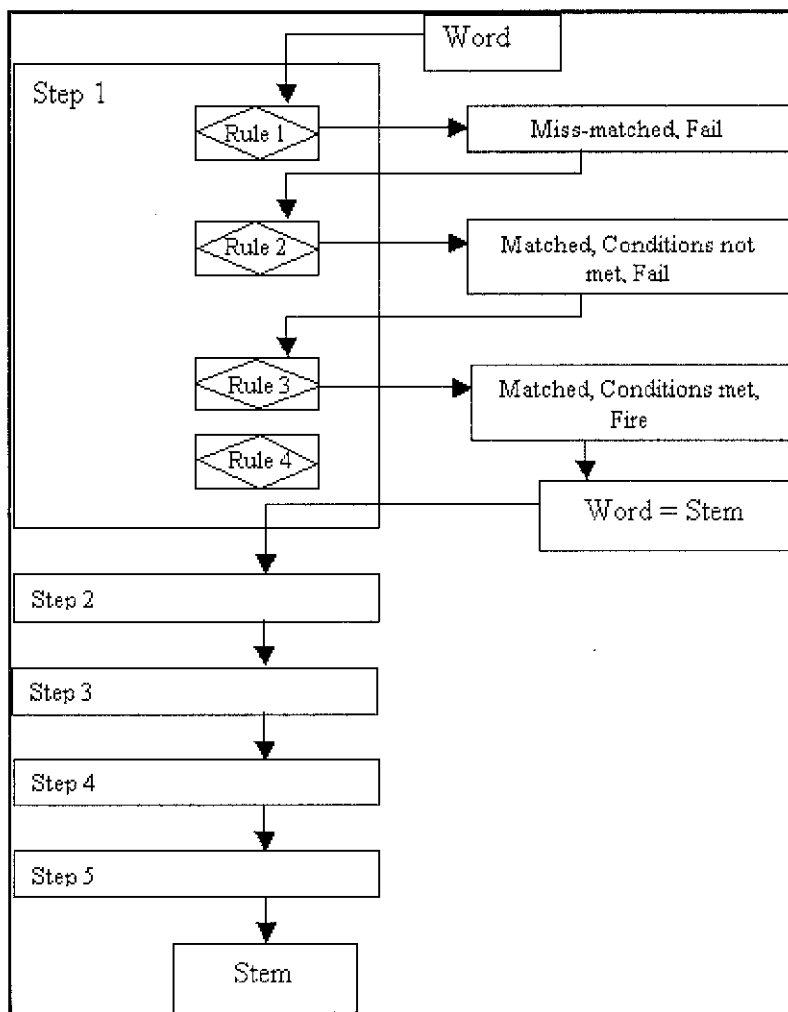 Word
Step 1
Rule 1
Miss-matched, Fail
Rule 2
Matched, Conditions not
met, Fail
Rule 3
Matched, Conditions met,
Fire
Rule 4
Word = Stem
Step 2
Step 3
Step 4
Step 5
Stem